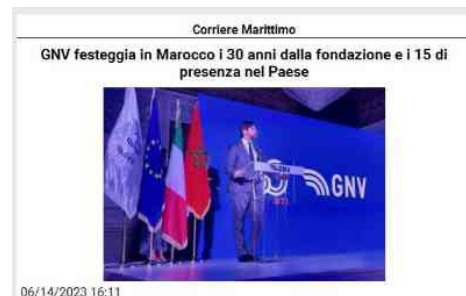 Corriere Marittimo
GNV festeggia in Marocco i 30 anni dalla fondazione e i 15 di
presenza nel Paese
GNV
06/14/2023 16:11